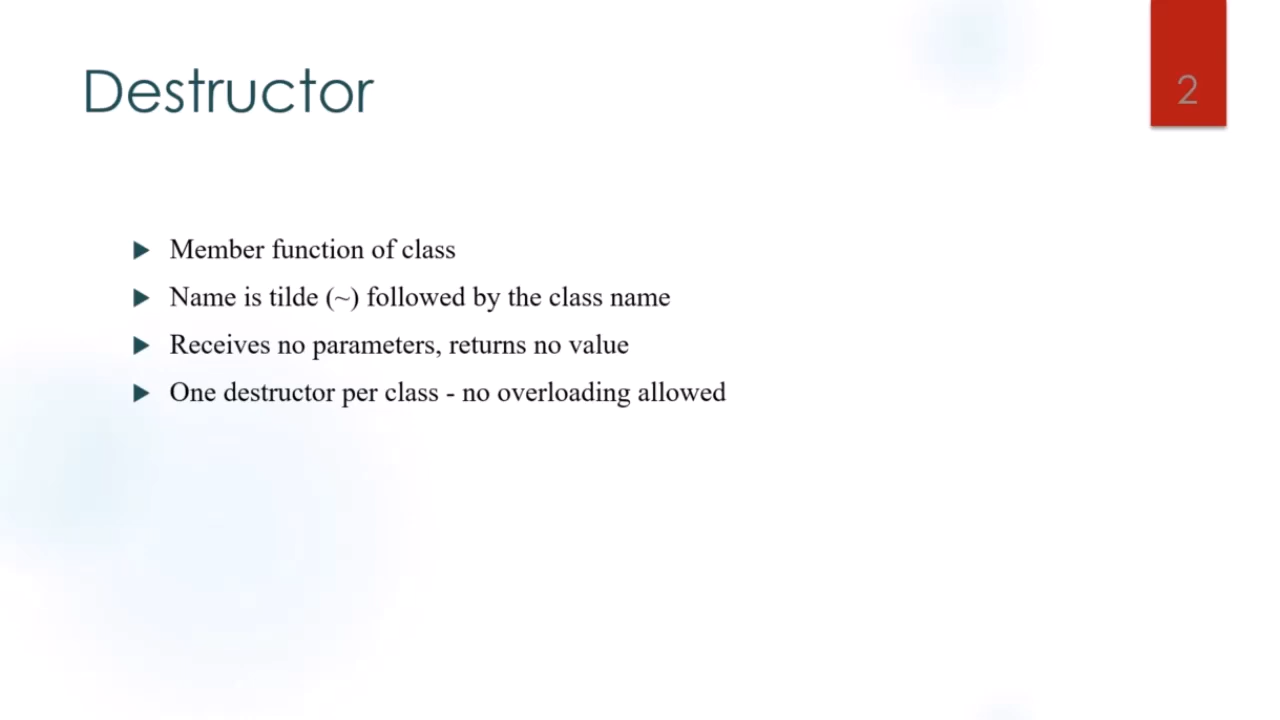 Destructor
2
Member function of class
Name is tilde (~) followed by the class name
Receives no parameters, returns no value
One destructor per class - no overloading allowed